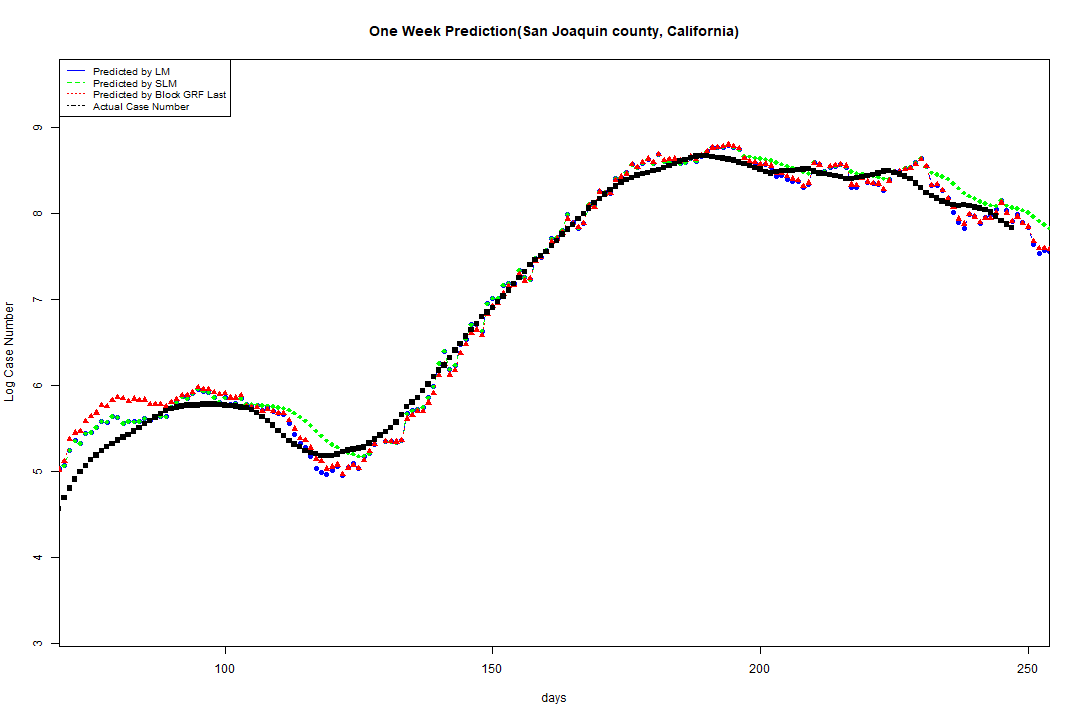 One Week Prediction(San Joaquin county, California)
Predicted by LM
Predicted by SLM
Predicted by Block GRF Last
Actual Case Number
9
8
7
6
5
4
3
Log Case Number
100 150 200 250
days